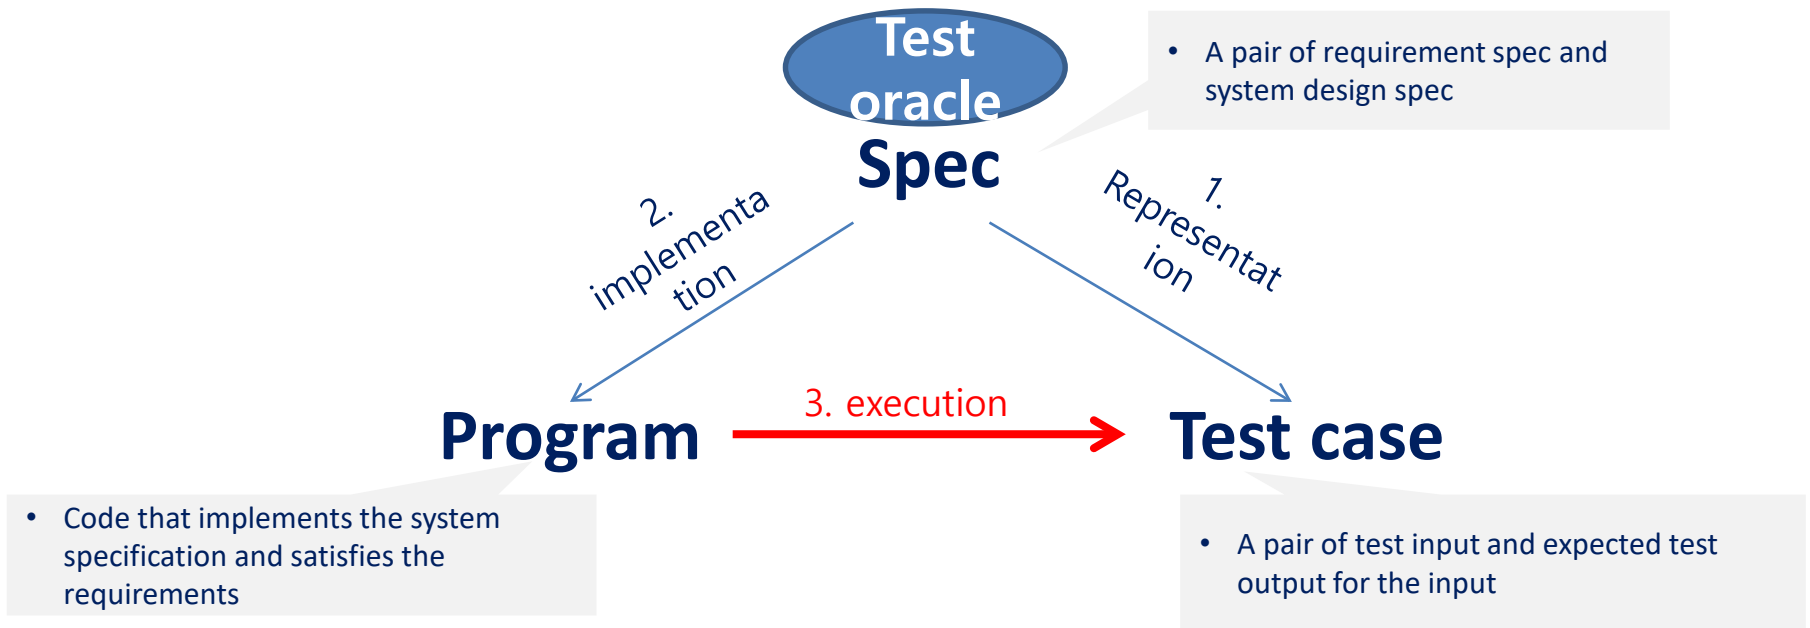 Test
oracle
Spec
• A pair of requirement spec and
system design spec
2.
implementa
tion
1.
Representat
ion
3. execution
Program
Test case
• Code that implements the system
specification and satisfies the
requirements
• A pair of test input and expected test
output for the input